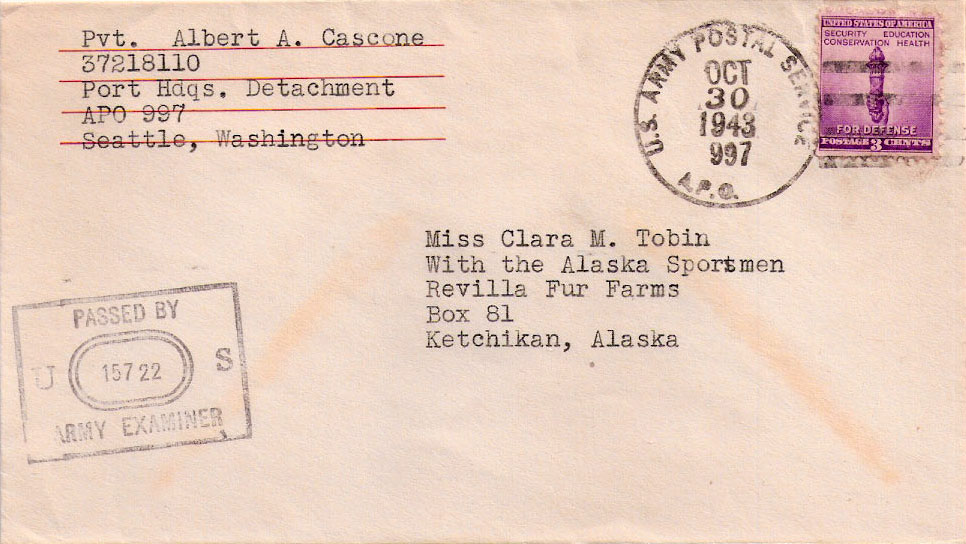 Pvt. Albert A. Cascone
37218110
Port Hdqs. Detachment
APO 997
Seattle, Washington
U.S. ARMY POSTAL SERVICE
OCT
30
1943
997
A.P.O.
UNITED STATES OF AMERICA
SECURITY EDUCATION
CONSERVATION HEALTH
FOR DEFENSE
POSTAGE 3 CENTS
Miss Clara M. Tobin
With the Alaska Sportmen
Revilla Fur Farms
Box 81
Ketchikan, Alaska
PASSED BY
U 15722 S
ARMY EXAMINER